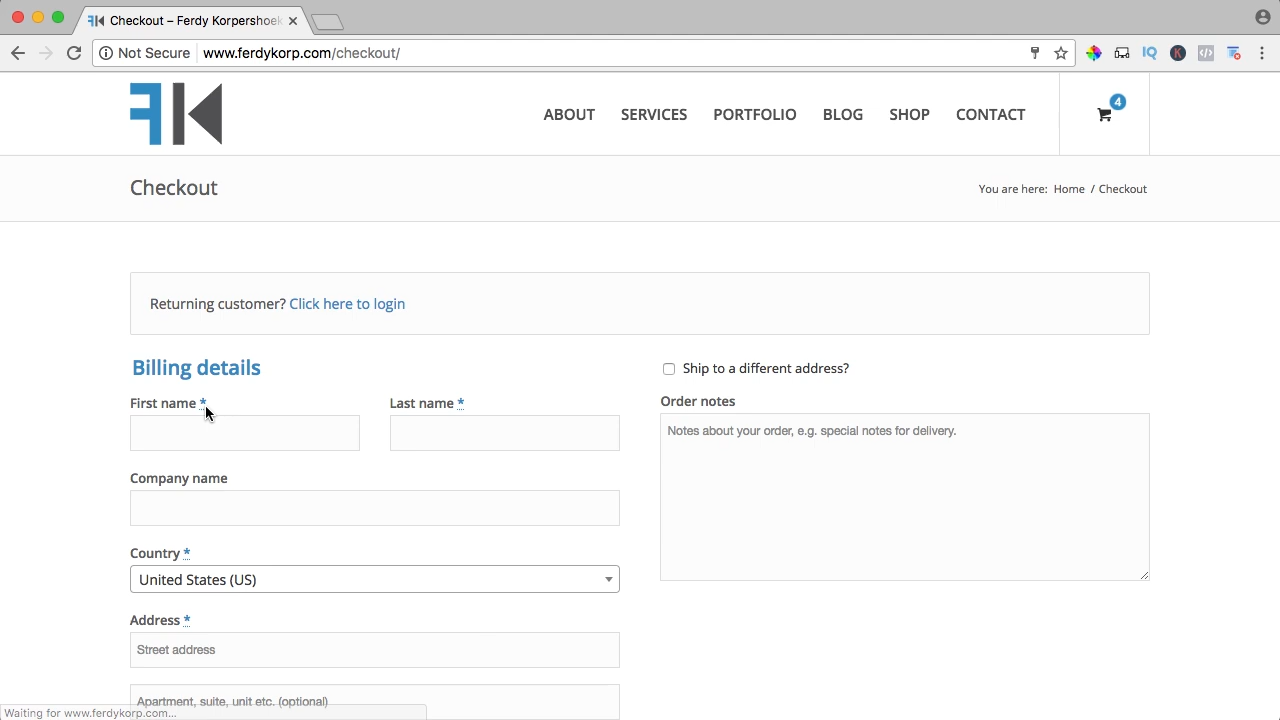 Checkout – Ferdy Korpershoek
Not Secure www.ferdykorp.com/checkout/
FK ABOUT SERVICES PORTFOLIO BLOG SHOP CONTACT 4
Checkout You are here: Home / Checkout
Returning customer? Click here to login
Billing details
Ship to a different address?
First name * Last name *
Order notes
Notes about your order, e.g. special notes for delivery.
Company name
Country *
United States (US)
Address *
Street address
Apartment, suite, unit etc. (optional)
Waiting for www.ferdykorp.com...